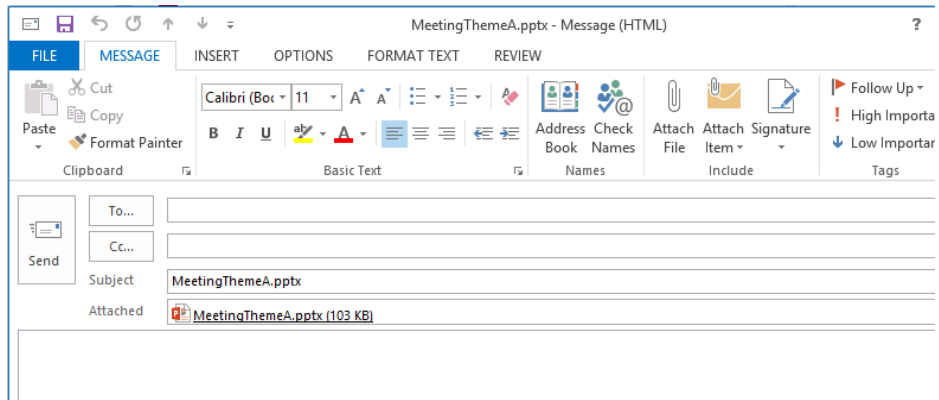 MeetingThemeA.pptx - Message (HTML) ?
FILE MESSAGE INSERT OPTIONS FORMAT TEXT REVIEW
Cut
Copy
Format Painter
Paste
Clipboard
Calibri (Boc 11 A A
B I U ab A
Basic Text
Address Book
Check Names
Names
Attach File
Attach Item
Signature
Include
Follow Up
High Importa
Low Importan
Tags
Send
To...
Cc...
Subject MeetingThemeA.pptx
Attached MeetingThemeA.pptx (103 KB)